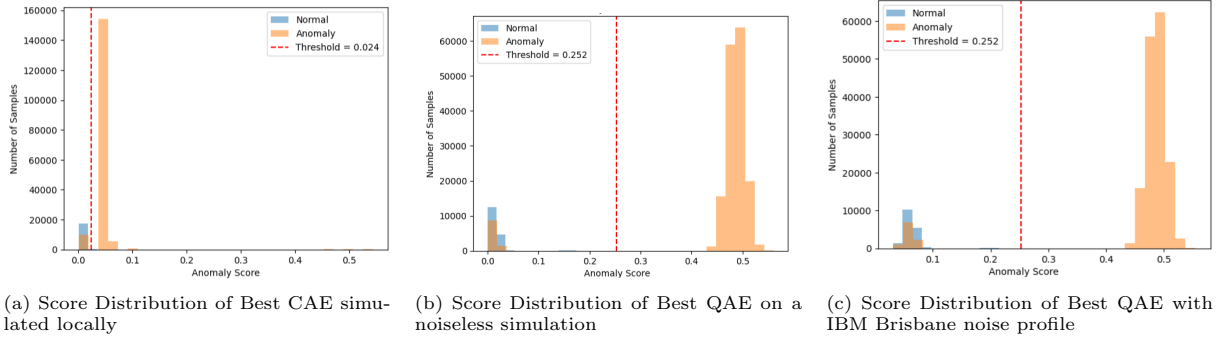 160000
140000
120000
100000
80000
60000
40000
20000
0
Number of Samples
Normal
Anomaly
Threshold = 0.024
0.0 0.1 0.2 0.3 0.4 0.5
Anomaly Score
(a) Score Distribution of Best CAE simu-
lated locally
60000
50000
40000
30000
20000
10000
0
Number of Samples
Normal
Anomaly
Threshold = 0.252
0.0 0.1 0.2 0.3 0.4 0.5
Anomaly Score
(b) Score Distribution of Best QAE on a
noiseless simulation
60000
50000
40000
30000
20000
10000
0
Number of Samples
Normal
Anomaly
Threshold = 0.252
0.1 0.2 0.3 0.4 0.5
Anomaly Score
(c) Score Distribution of Best QAE with
IBM Brisbane noise profile